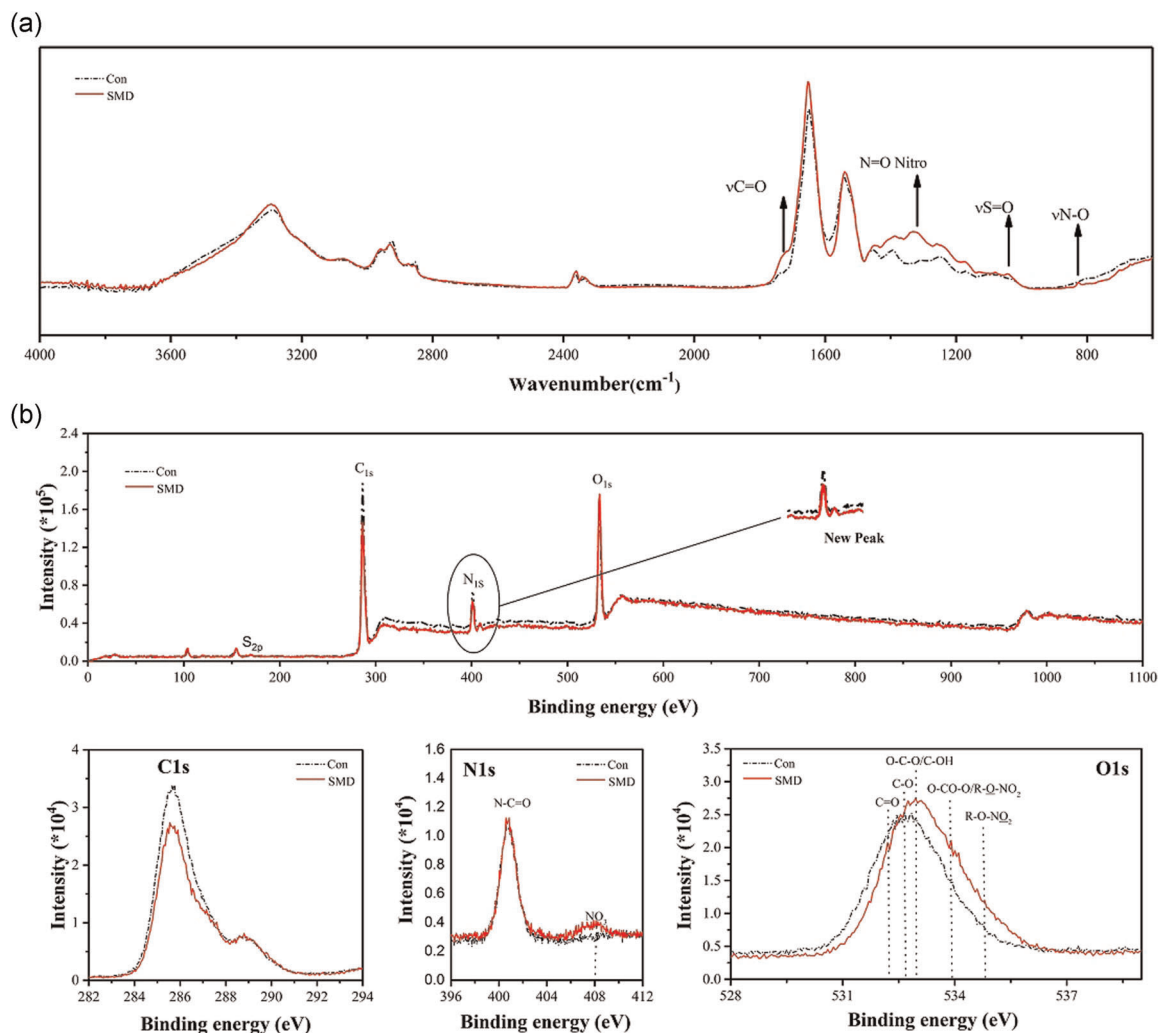 (a)
Con
SMD
νC=O
N=O Nitro
νS=O
νN-O
4000 3600 3200 2800 2400 2000 1600 1200 800
Wavenumber(cm-1)
(b)
2.4
2.0
1.6
1.2
0.8
0.4
0.0
Intensity (*10⁵)
Con
SMD
C1s
O1s
N1S
S2p
New Peak
0 100 200 300 400 500 600 700 800 900 1000 1100
Binding energy (eV)
4
3
2
1
0
Intensity (*10⁴)
C1s
Con
SMD
282 284 286 288 290 292 294
Binding energy (eV)
1.6
1.4
1.2
1.0
0.8
0.6
0.4
0.2
0.0
Intensity (*10⁴)
N1s
Con
SMD
N-C=O
396 400 404 408 412
Binding energy (eV)
3.5
3.0
2.5
2.0
1.5
1.0
0.5
0.0
Intensity (*10⁴)
Con
SMD
O-C-O/C-OH
O1s
C-O
C=O
O-CO-O/R-O-NO2
R-O-NO2
528 531 534 537
Binding energy (eV)